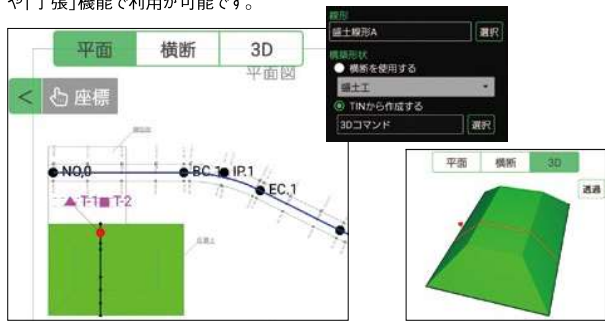 や「丁張」機能で利用が可能です。
線形
盛土線形A
選択
構築形状
横断を使用する
盛土工
TINから作成する
3Dコマンド
選択
平面
横断
3D
平面図
<
座標
NO,0
BC.1
IP.1
EC.1
T-1
T-2
平面
横断
3D
透過